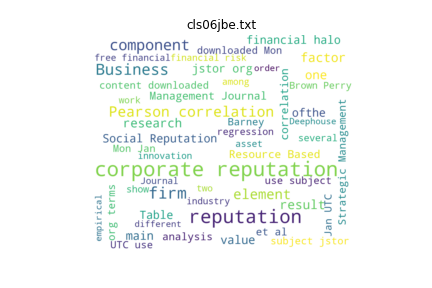 cls06jbe.txt
financial halo
component
downloaded Mon
free financial
financial risk
factor
Business
jstor org
order
one
content downloaded
among
Brown Perry
work
Management Journal
correlation
Pearson correlation
ofthe
research
Barney
Deephouse
regression
Social Reputation
several
asset
Mon Jan
innovation
Resource Based
Strategic Management
corporate reputation
Journal
use subject
show
two
firm
element
industry
result
org terms
Table
reputation
empirical
different
Jan UTC
main
analysis
value
et al
UTC use
subject jstor